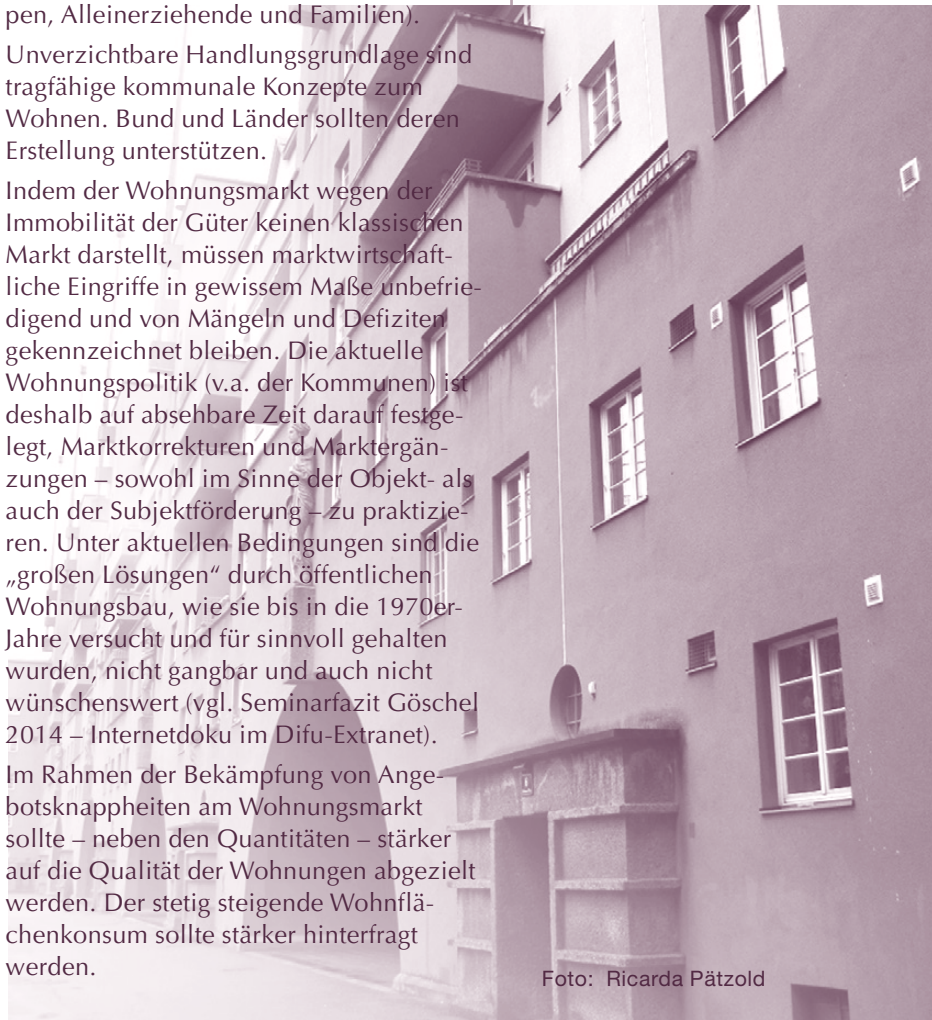 pen, Alleinerziehende und Familien).
Unverzichtbare Handlungsgrundlage sind
tragfähige kommunale Konzepte zum
Wohnen. Bund und Länder sollten deren
Erstellung unterstützen.
Indem der Wohnungsmarkt wegen der
Immobilität der Güter keinen klassischen
Markt darstellt, müssen marktwirtschaft-
liche Eingriffe in gewissem Maße unbefrie-
digend und von Mängeln und Defiziten
gekennzeichnet bleiben. Die aktuelle
Wohnungspolitik (v.a. der Kommunen) ist
deshalb auf absehbare Zeit darauf festge-
legt, Marktkorrekturen und Marktergän-
zungen – sowohl im Sinne der Objekt- als
auch der Subjektförderung – zu praktizie-
ren. Unter aktuellen Bedingungen sind die
„großen Lösungen“ durch öffentlichen
Wohnungsbau, wie sie bis in die 1970er-
Jahre versucht und für sinnvoll gehalten
wurden, nicht gangbar und auch nicht
wünschenswert (vgl. Seminarfazit Göschel
2014 – Internetdoku im Difu-Extranet).
Im Rahmen der Bekämpfung von Ange-
botsknappheiten am Wohnungsmarkt
sollte – neben den Quantitäten – stärker
auf die Qualität der Wohnungen abgezielt
werden. Der stetig steigende Wohnflä-
chenkonsum sollte stärker hinterfragt
werden.
Foto: Ricarda Pätzold